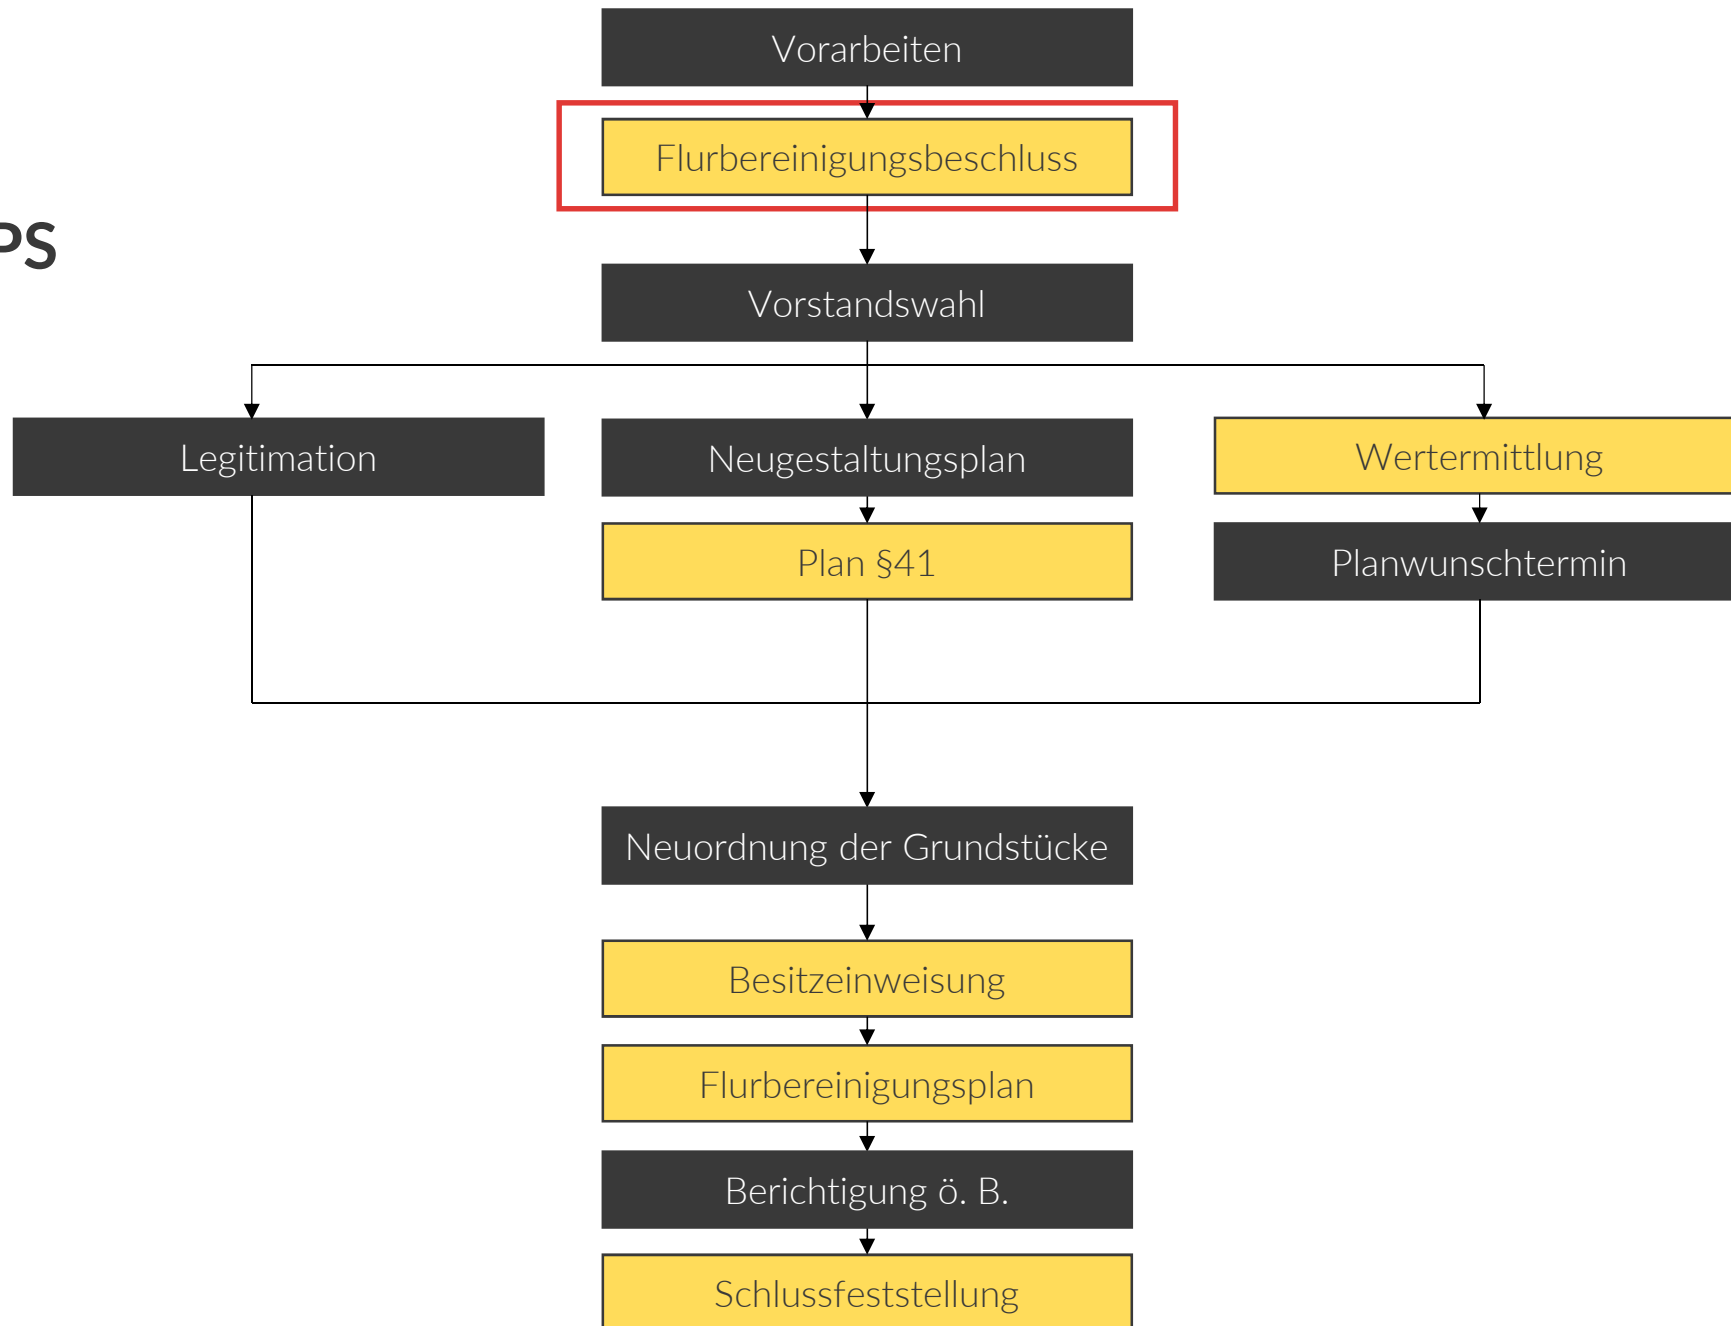 Vorarbeiten
Flurbereinigungsbeschluss
PS
Vorstandswahl
Legitimation
Neugestaltungsplan
Wertermittlung
Plan §41
Planwunschtermin
Neuordnung der Grundstücke
Besitzeinweisung
Flurbereinigungsplan
Berichtigung ö. B.
Schlussfeststellung